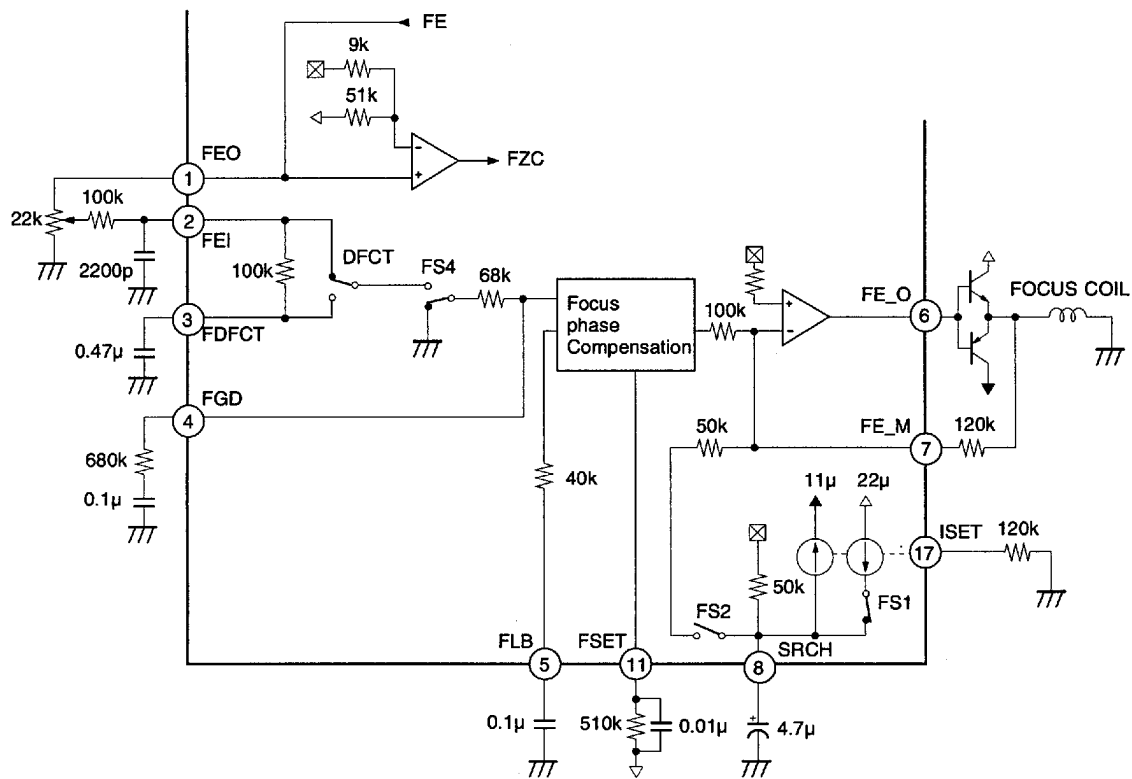 FE
9k
51k
FZC
FEO
1
100k
22k
2
FEI
2200p
100k
DFCT
FS4
68k
3
FDFCT
0.47µ
Focus
phase
Compensation
100k
FE_O
6
FOCUS COIL
FGD
4
680k
0.1µ
50k
FE_M
7
120k
40k
11µ
22µ
ISET
17
120k
50k
FS2
FS1
FLB
5
FSET
11
SRCH
8
0.1µ
510k
0.01µ
+
4.7µ